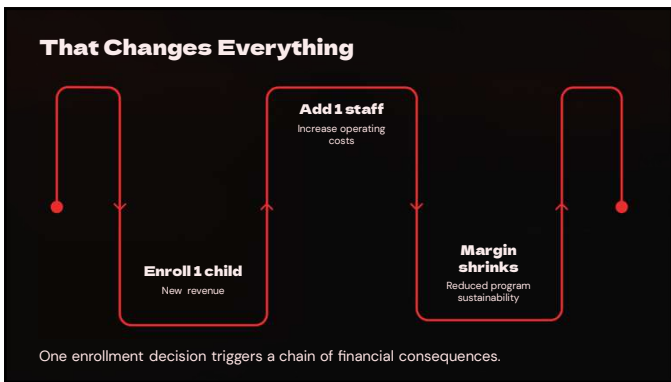 That Changes Everything
Enroll 1 child
New revenue
Add 1 staff
Increase operating
costs
Margin
shrinks
Reduced program
sustainability
One enrollment decision triggers a chain of financial consequences.